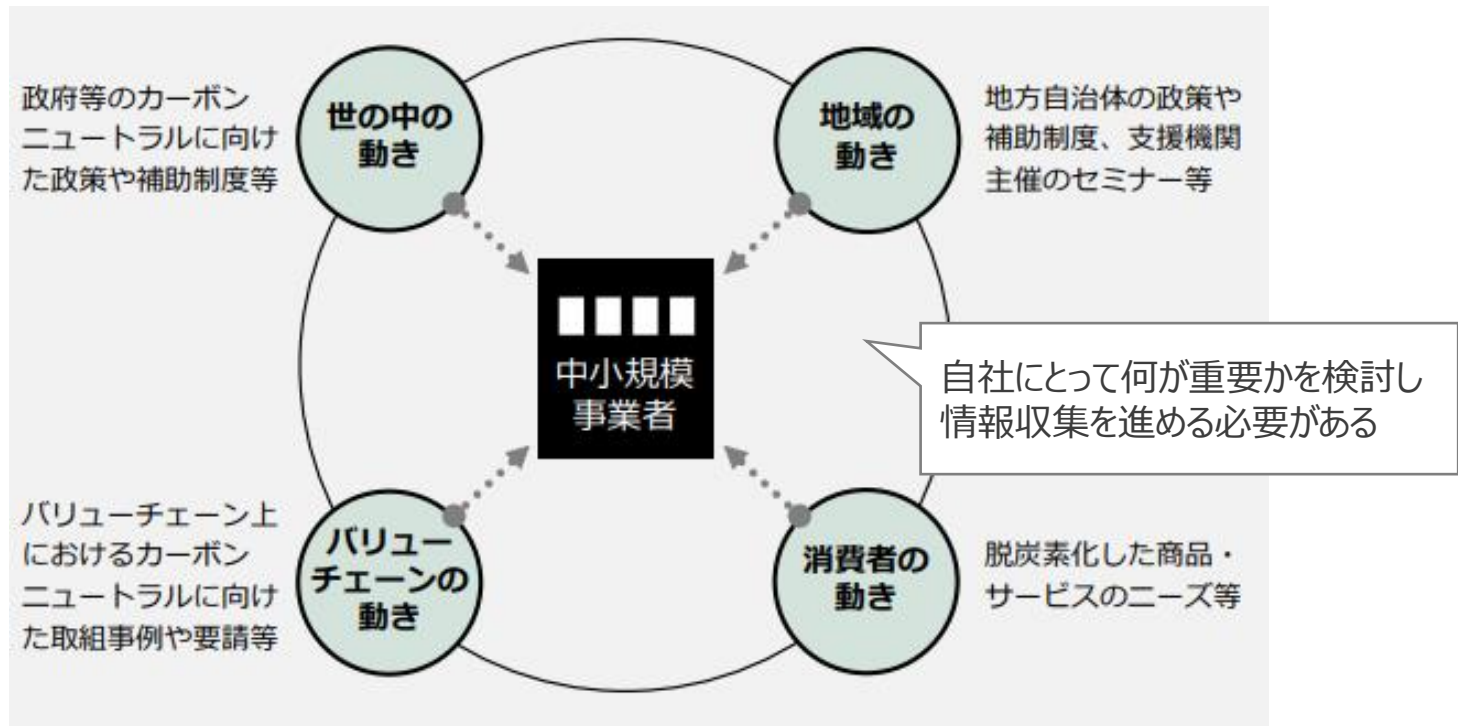 政府等のカーボン
ニュートラルに向け
た政策や補助制度等
世の中の
動き
地域の
動き
地方自治体の政策や
補助制度、支援機関
主催のセミナー等
中小規模
事業者
自社にとって何が重要かを検討し
情報収集を進める必要がある
バリューチェーン上
におけるカーボン
ニュートラルに向け
た取組事例や要請等
バリュー
チェーンの
動き
消費者の
動き
脱炭素化した商品・
サービスのニーズ等